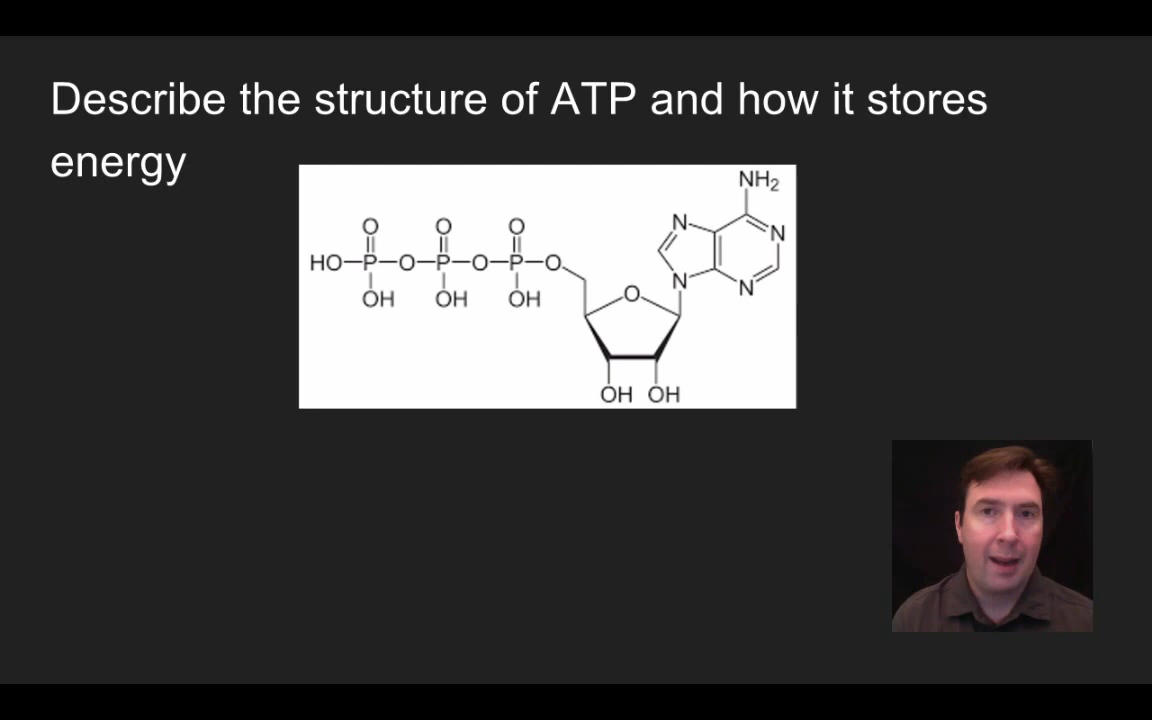 Describe the structure of ATP and how it stores
energy
NH2
O O O N N
HO-P-O-P-O-P-O
OH OH OH O N N
OH OH